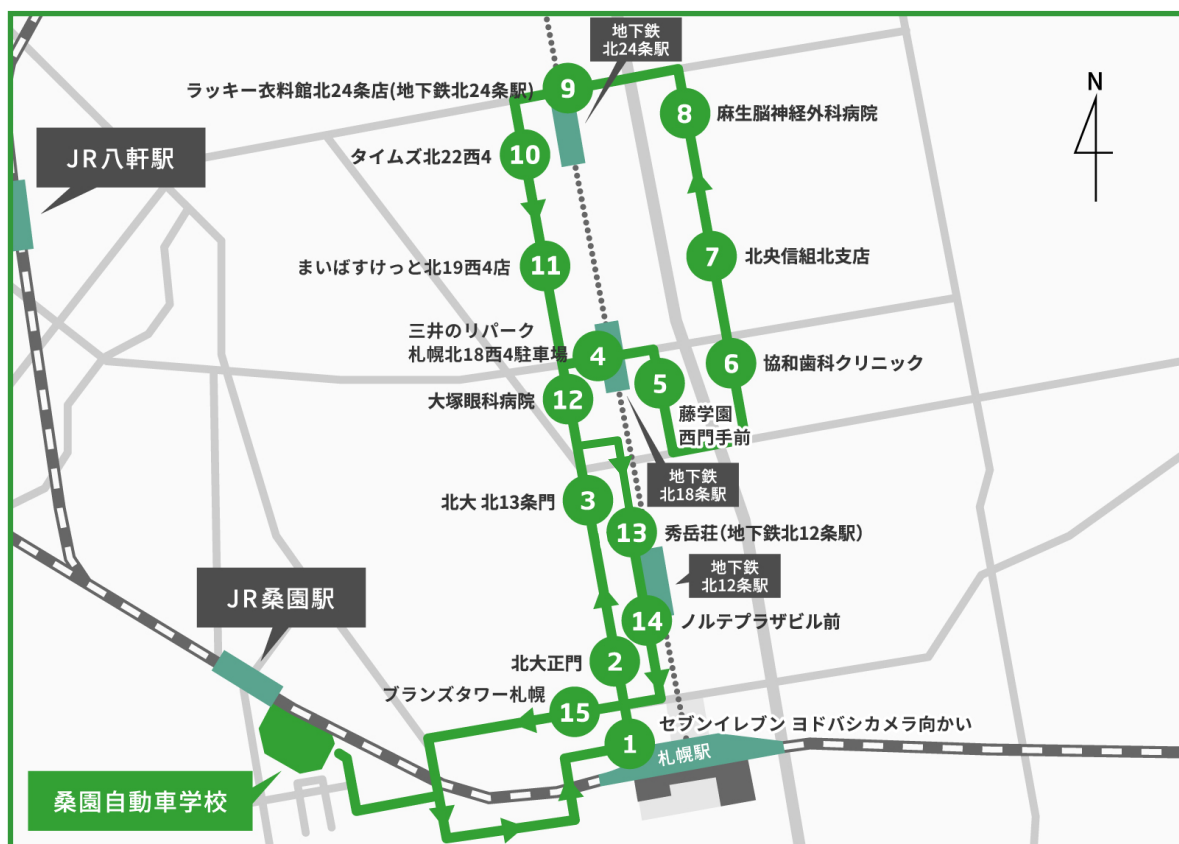 地下鉄
北24条駅
N
ラッキー衣料館北24条店(地下鉄北24条駅)
9
8
麻生脳神経外科病院
JR八軒駅
タイムズ北22西4
10
7
北央信組北支店
まいばすけっと北19西4店
11
三井のリパーク
札幌北18西4駐車場
4
5
6
協和歯科クリニック
大塚眼科病院
12
藤学園
西門手前
地下鉄
北18条駅
北大 北13条門
3
13
秀岳荘(地下鉄北12条駅)
地下鉄
北12条駅
JR桑園駅
14
ノルテプラザビル前
北大正門
2
ブランズタワー札幌
15
セブンイレブン ヨドバシカメラ向かい
1
札幌駅
桑園自動車学校